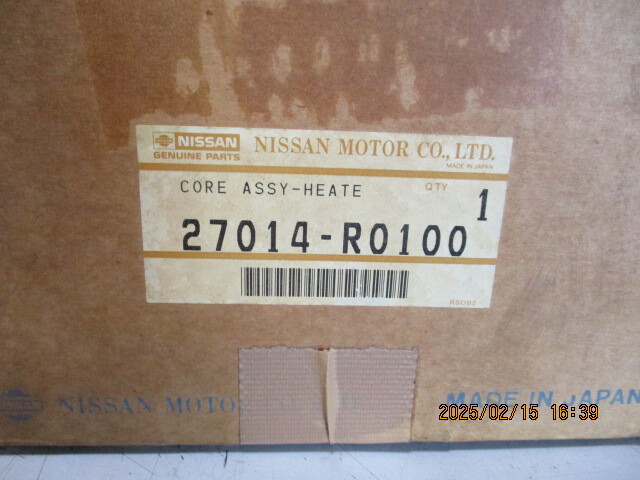 NISSAN
GENUINE PARTS
NISSAN MOTOR CO., LTD.
MADE IN JAPAN
CORE ASSY-HEATE
QTY 1
27014-R0100
NISSAN MOTO
MADE IN JAPAN
2025/02/15 16:39